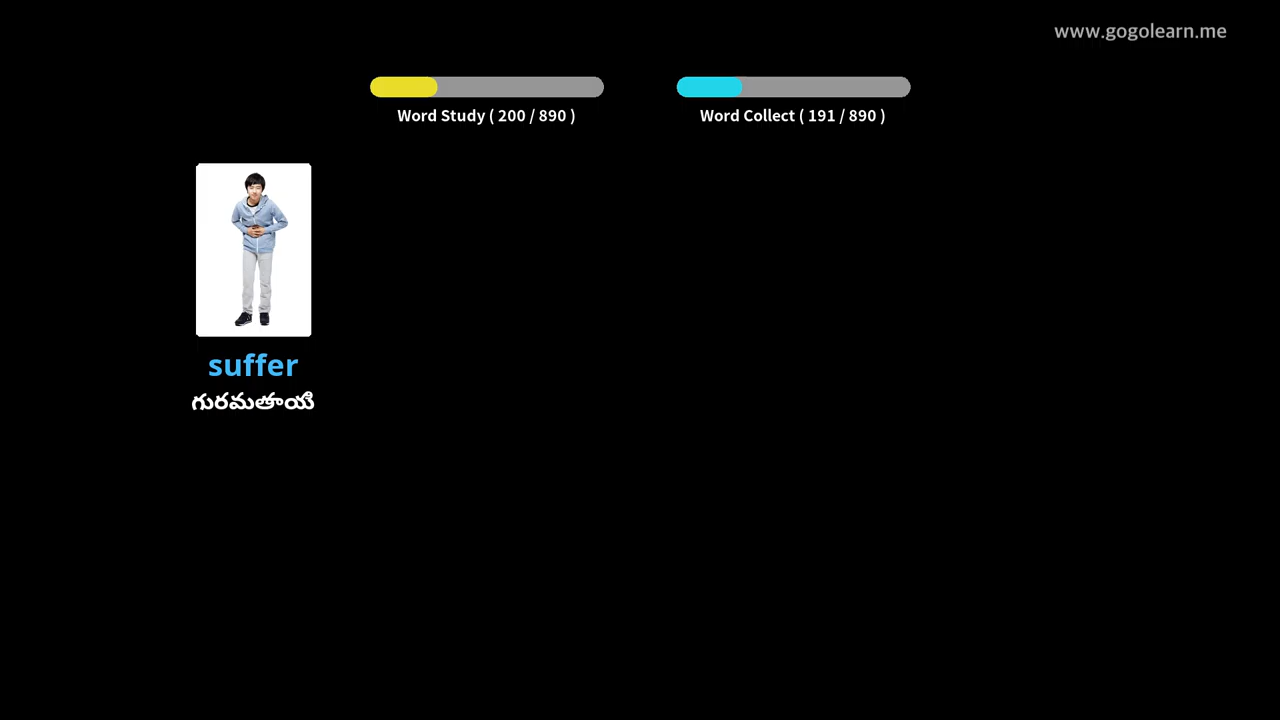 www.gogolearn.me
Word Study ( 200 / 890 )
Word Collect ( 191 / 890 )
suffer
గురమతాయి